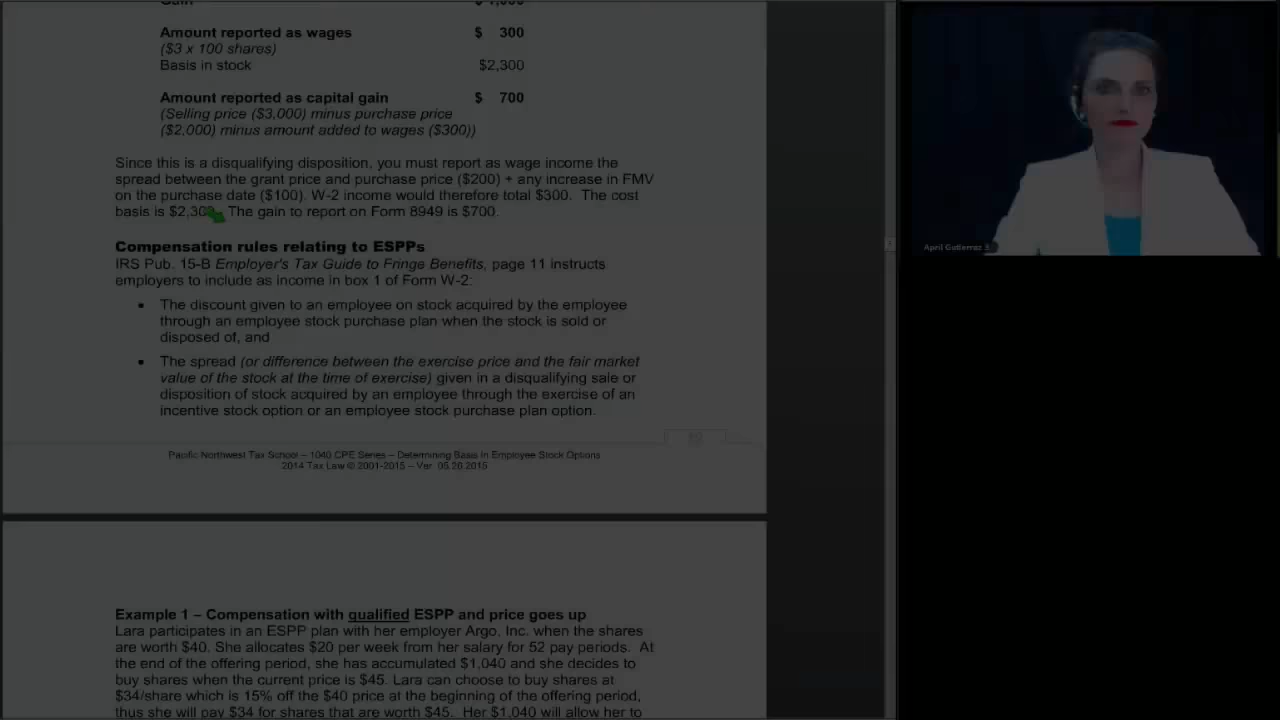 Gain $ 1,000
Amount reported as wages $ 300
($3 x 100 shares)
Basis in stock $2,300
Amount reported as capital gain $ 700
(Selling price ($3,000) minus purchase price
($2,000) minus amount added to wages ($300))
Since this is a disqualifying disposition, you must report as wage income the
spread between the grant price and purchase price ($200) + any increase in FMV
on the purchase date ($100). W-2 income would therefore total $300. The cost
basis is $2,300. The gain to report on Form 8949 is $700.
Compensation rules relating to ESPPs
IRS Pub. 15-B Employer's Tax Guide to Fringe Benefits, page 11 instructs
employers to include as income in box 1 of Form W-2:
• The discount given to an employee on stock acquired by the employee
through an employee stock purchase plan when the stock is sold or
disposed of, and
• The spread (or difference between the exercise price and the fair market
value of the stock at the time of exercise) given in a disqualifying sale or
disposition of stock acquired by an employee through the exercise of an
incentive stock option or an employee stock purchase plan option.
Pacific Northwest Tax School – 1040 CPE Series – Determining Basis in Employee Stock Options
2014 Tax Law © 2001-2015 – Ver. 05.20.2015
Example 1 – Compensation with qualified ESPP and price goes up
Lara participates in an ESPP plan with her employer Argo, Inc. when the shares
are worth $40. She allocates $20 per week from her salary for 52 pay periods. At
the end of the offering period, she has accumulated $1,040 and she decides to
buy shares when the current price is $45. Lara can choose to buy shares at
$34/share which is 15% off the $40 price at the beginning of the offering period,
thus she will pay $34 for shares that are worth $45. Her $1,040 will allow her to
April Gutierrez